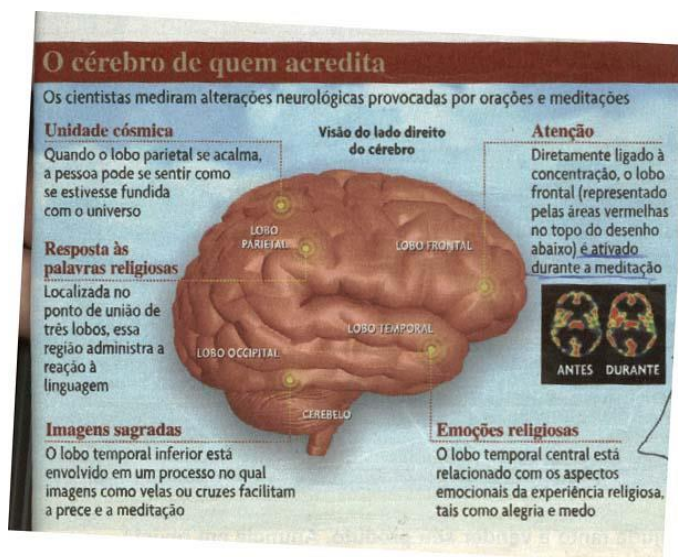 O cérebro de quem acredita
Os cientistas mediram alterações neurológicas provocadas por orações e meditações
Unidade cósmica
Quando o lobo parietal se acalma,
a pessoa pode se sentir como
se estivesse fundida
com o universo
Visão do lado direito
do cérebro
Atenção
Diretamente ligado à
concentração, o lobo
frontal (representado
pelas áreas vermelhas
no topo do desenho
abaixo) é ativado
durante a meditação
LOBO
PARIETAL
LOBO FRONTAL
Resposta às
palavras religiosas
Localizada no
ponto de união de
três lobos, essa
região administra a
reação à
linguagem
LOBO TEMPORAL
LOBO OCCIPITAL
CEREBELO
ANTES DURANTE
Imagens sagradas
O lobo temporal inferior está
envolvido em um processo no qual
imagens como velas ou cruzes facilitam
a prece e a meditação
Emoções religiosas
O lobo temporal central está
relacionado com os aspectos
emocionais da experiência religiosa,
tais como alegria e medo